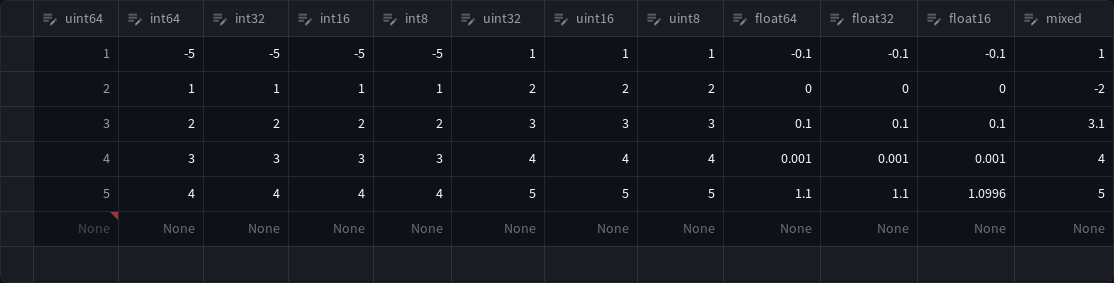 uint64 int64 int32 int16 int8 uint32 uint16 uint8 float64 float32 float16 mixed
1 -5 -5 -5 -5 1 1 1 -0.1 -0.1 -0.1 1
2 1 1 1 1 2 2 2 0 0 0 -2
3 2 2 2 2 3 3 3 0.1 0.1 0.1 3.1
4 3 3 3 3 4 4 4 0.001 0.001 0.001 4
5 4 4 4 4 5 5 5 1.1 1.1 1.0996 5
None None None None None None None None None None None None